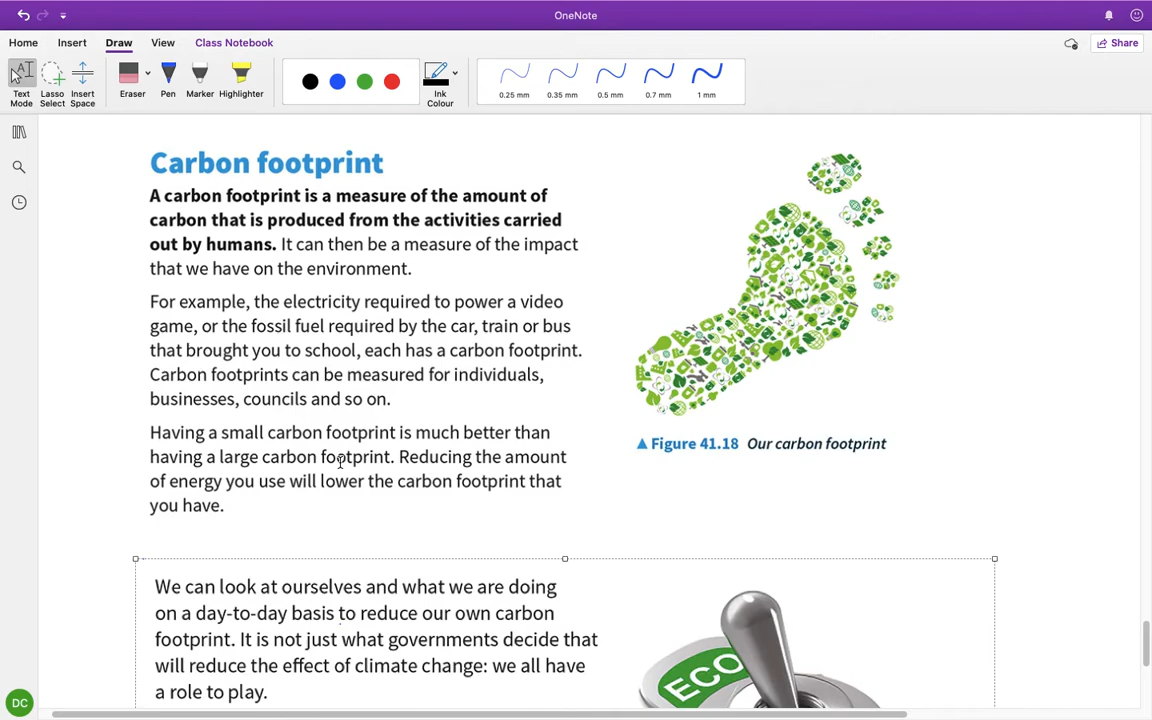 OneNote
Home Insert Draw View Class Notebook
Share
Text Mode
Lasso Select
Insert Space
Eraser
Pen
Marker
Highlighter
Ink Colour
0.25 mm 0.35 mm 0.5 mm 0.7 mm 1 mm
Carbon footprint
A carbon footprint is a measure of the amount of
carbon that is produced from the activities carried
out by humans. It can then be a measure of the impact
that we have on the environment.
For example, the electricity required to power a video
game, or the fossil fuel required by the car, train or bus
that brought you to school, each has a carbon footprint.
Carbon footprints can be measured for individuals,
businesses, councils and so on.
Having a small carbon footprint is much better than
having a large carbon footprint. Reducing the amount
of energy you use will lower the carbon footprint that
you have.
▲ Figure 41.18 Our carbon footprint
We can look at ourselves and what we are doing
on a day-to-day basis to reduce our own carbon
footprint. It is not just what governments decide that
will reduce the effect of climate change: we all have
a role to play.
ECO
DC